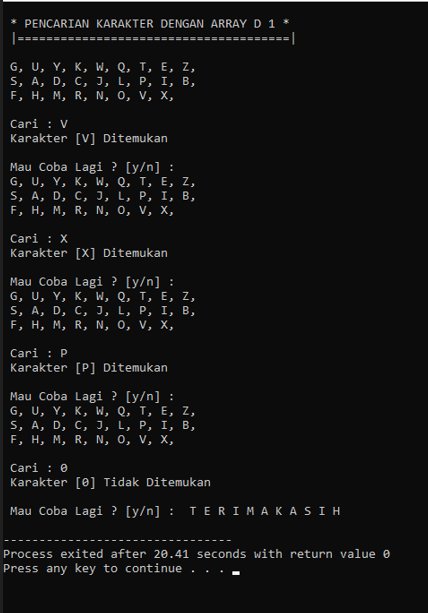 * PENCARIAN KARAKTER DENGAN ARRAY D 1 *
|=====================================|
G, U, Y, K, W, Q, T, E, Z,
S, A, D, C, J, L, P, I, B,
F, H, M, R, N, O, V, X,
Cari : V
Karakter [V] Ditemukan
Mau Coba Lagi ? [y/n] :
G, U, Y, K, W, Q, T, E, Z,
S, A, D, C, J, L, P, I, B,
F, H, M, R, N, O, V, X,
Cari : X
Karakter [X] Ditemukan
Mau Coba Lagi ? [y/n] :
G, U, Y, K, W, Q, T, E, Z,
S, A, D, C, J, L, P, I, B,
F, H, M, R, N, O, V, X,
Cari : P
Karakter [P] Ditemukan
Mau Coba Lagi ? [y/n] :
G, U, Y, K, W, Q, T, E, Z,
S, A, D, C, J, L, P, I, B,
F, H, M, R, N, O, V, X,
Cari : 0
Karakter [0] Tidak Ditemukan
Mau Coba Lagi ? [y/n] :  T E R I M A K A S I H
--------------------------------
Process exited after 20.41 seconds with return value 0
Press any key to continue . . .